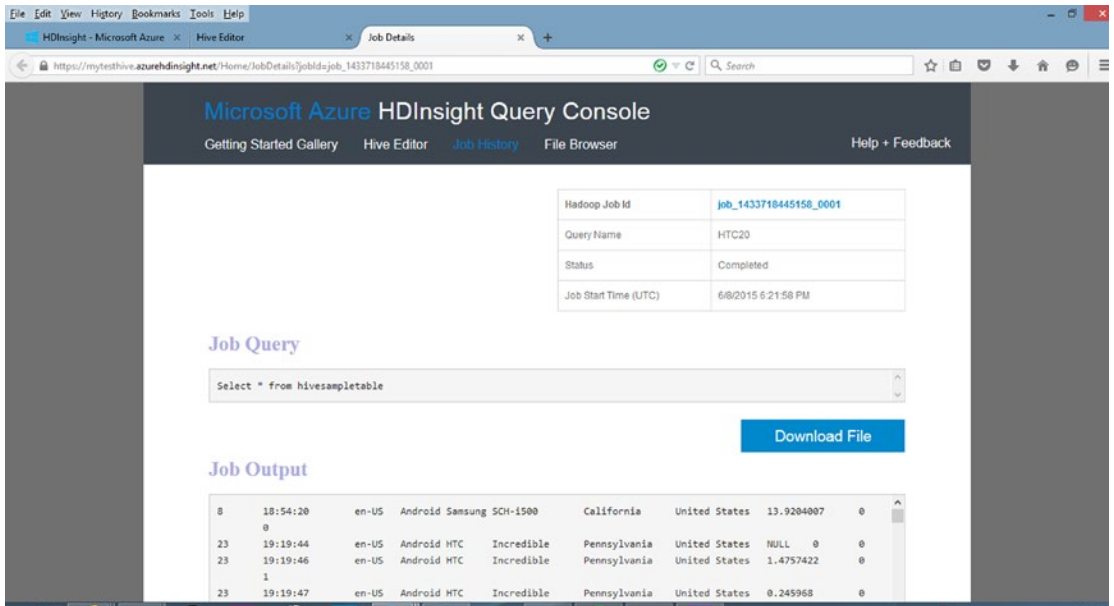 File Edit View History Bookmarks Tools Help
HDInsight - Microsoft Azure × Hive Editor × Job Details × +
https://mytesthive.azurehdinsight.net/Home/JobDetails?jobId=job_1433718445158_0001 Search
Microsoft Azure HDInsight Query Console
Getting Started Gallery Hive Editor Job History File Browser Help + Feedback
Hadoop Job Id job_1433718445158_0001
Query Name HTC20
Status Completed
Job Start Time (UTC) 6/8/2015 6:21:58 PM
Job Query
Select * from hivesampletable
Download File
Job Output
8 18:54:20 en-US Android Samsung SCH-i500 California United States 13.9204007 0
0
23 19:19:44 en-US Android HTC Incredible Pennsylvania United States NULL 0 0
23 19:19:46 en-US Android HTC Incredible Pennsylvania United States 1.4757422 0
1
23 19:19:47 en-US Android HTC Incredible Pennsylvania United States 0.245968 0